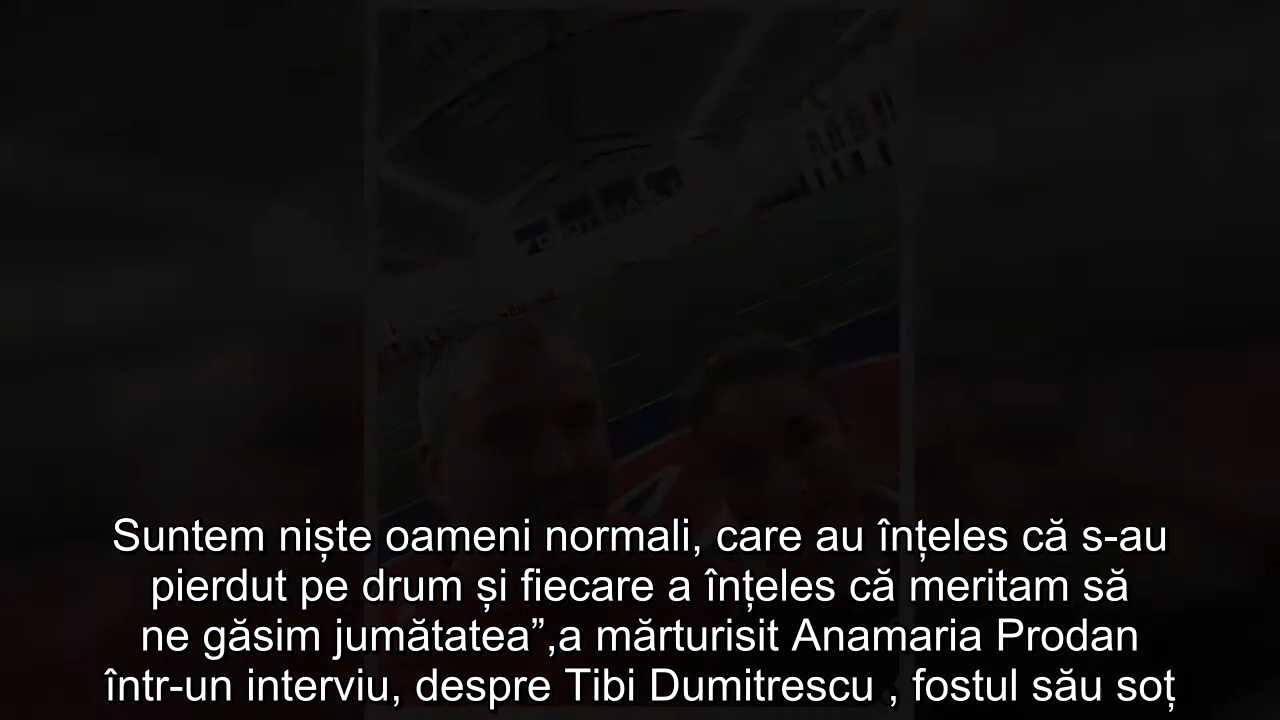 Suntem niște oameni normali, care au înțeles că s-au
pierdut pe drum și fiecare a înțeles că meritam să
ne găsim jumătatea”,a mărturisit Anamaria Prodan
într-un interviu, despre Tibi Dumitrescu , fostul său soț